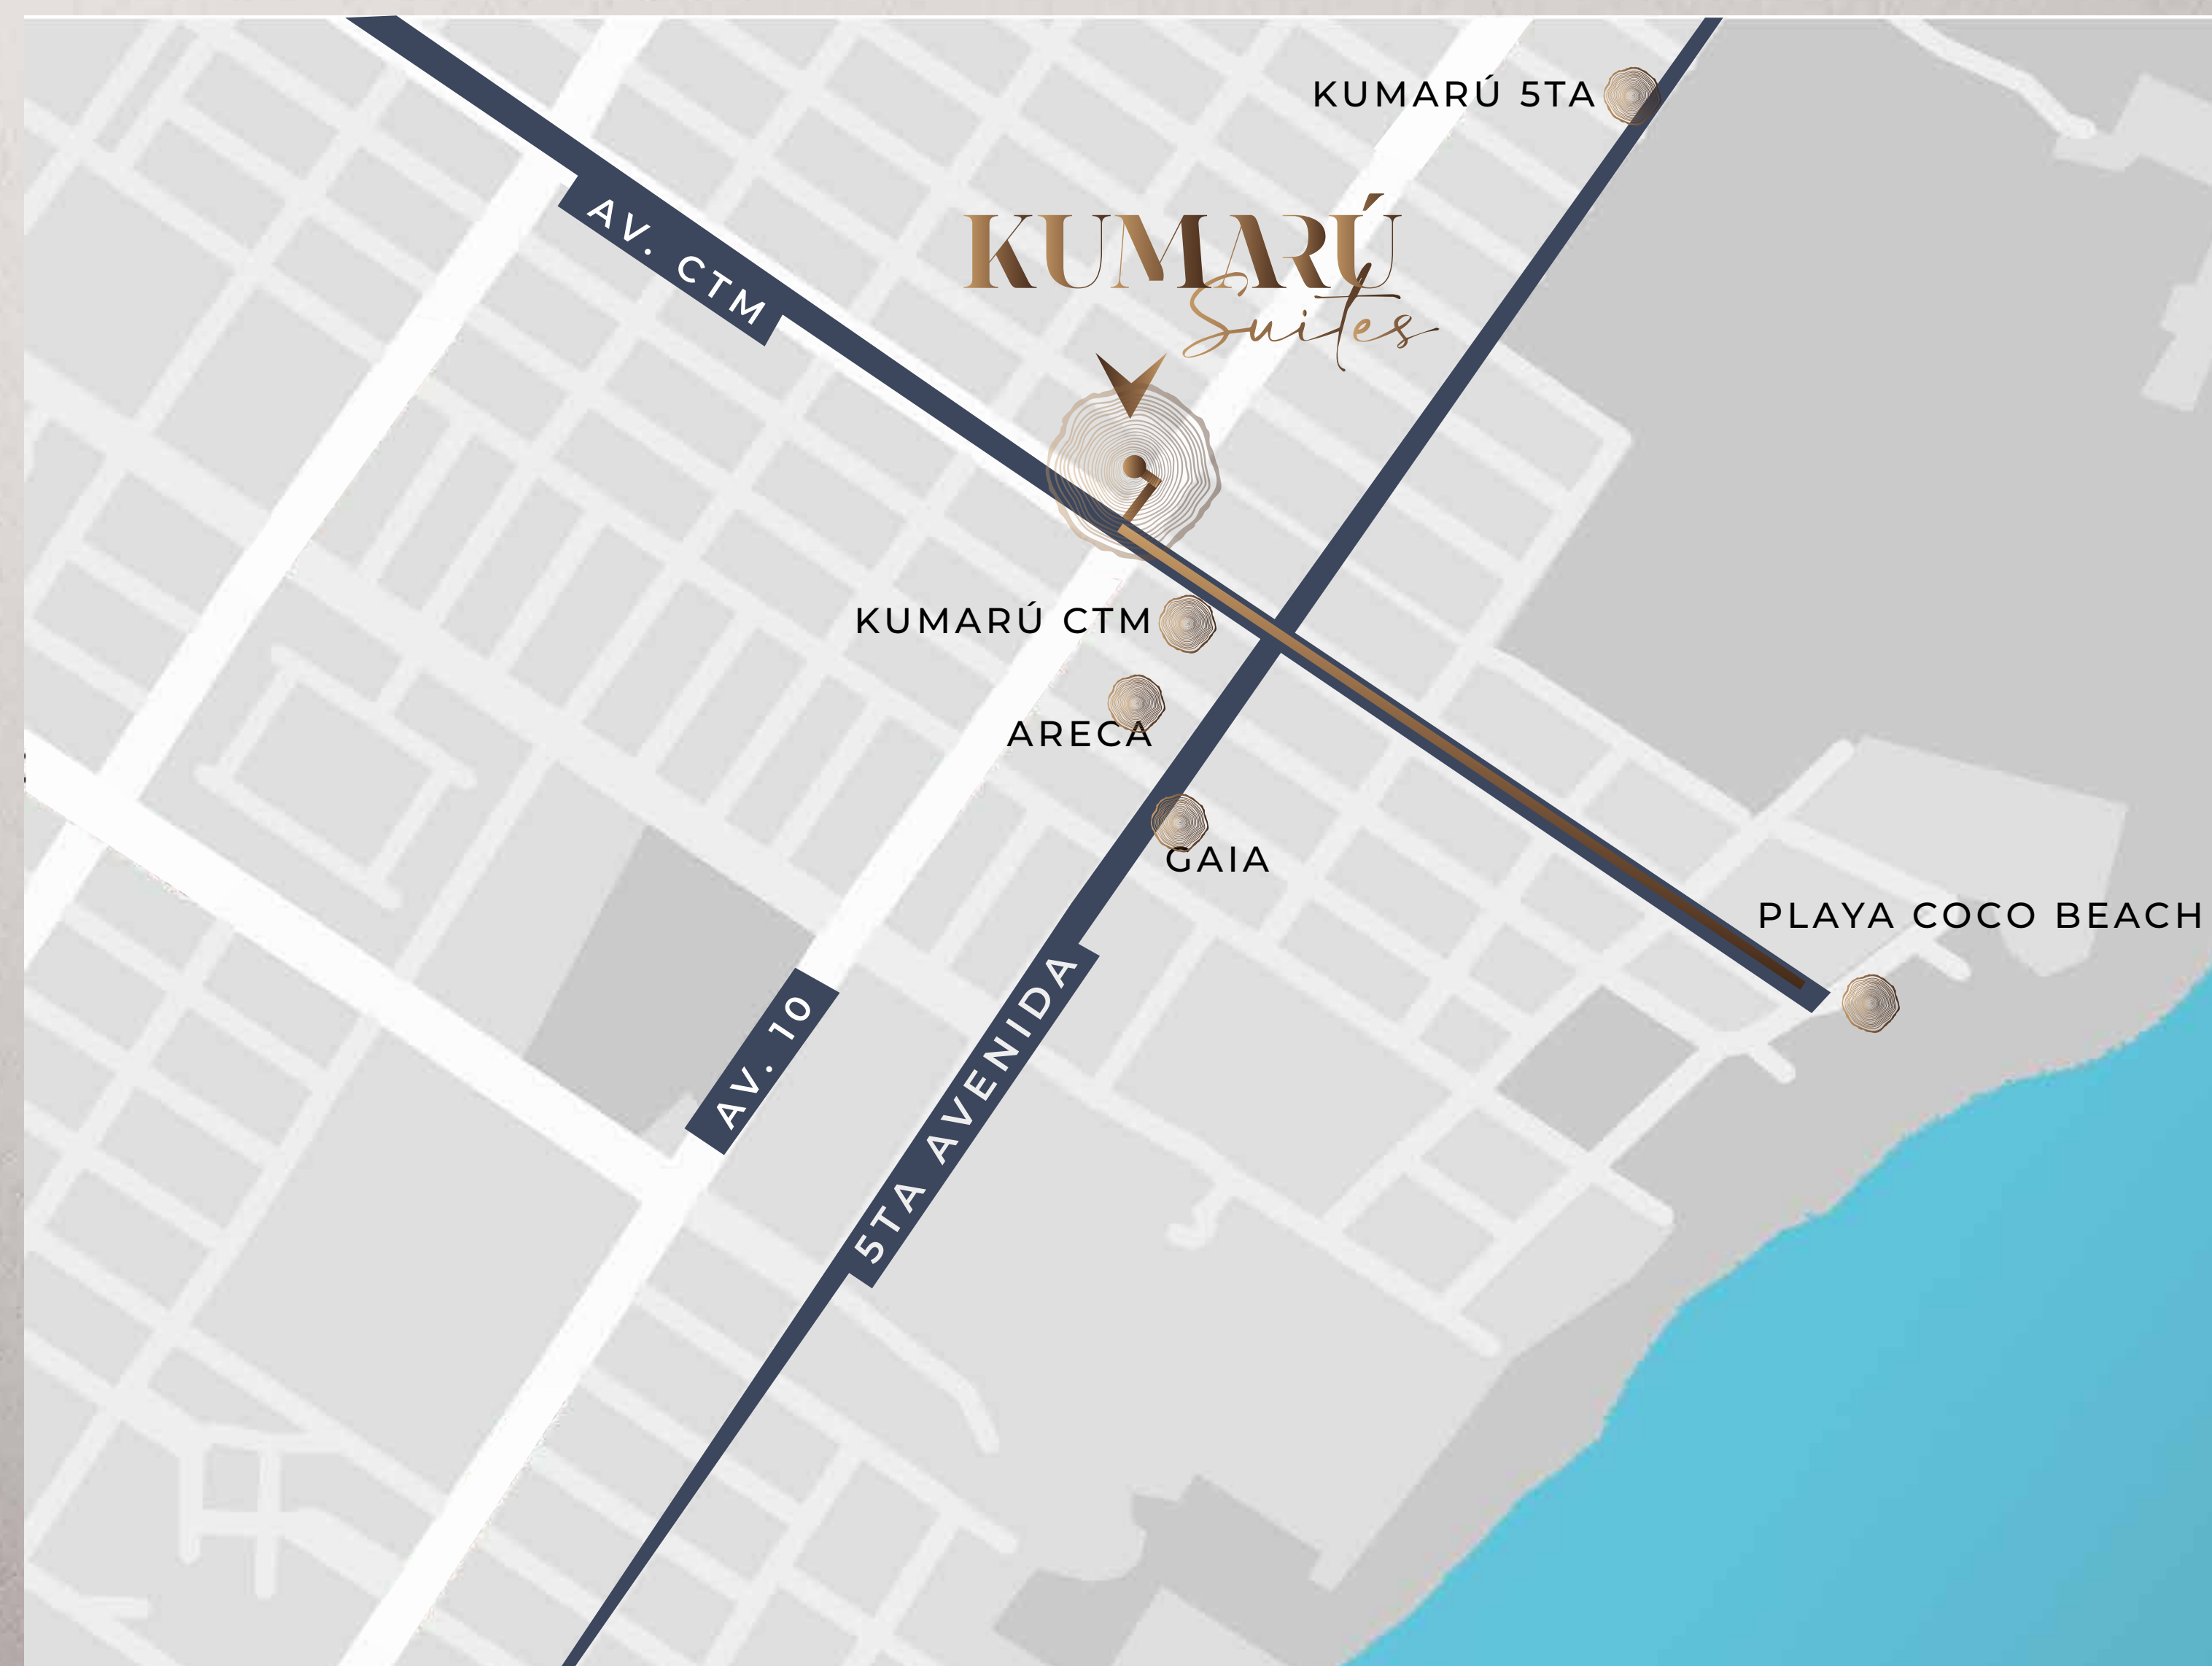 KUMARÚ 5TA
AV. CTM
KUMARÚ
Suites
KUMARÚ CTM
ARECA
GAIA
PLAYA COCO BEACH
AV. 10
5TA AVENIDA